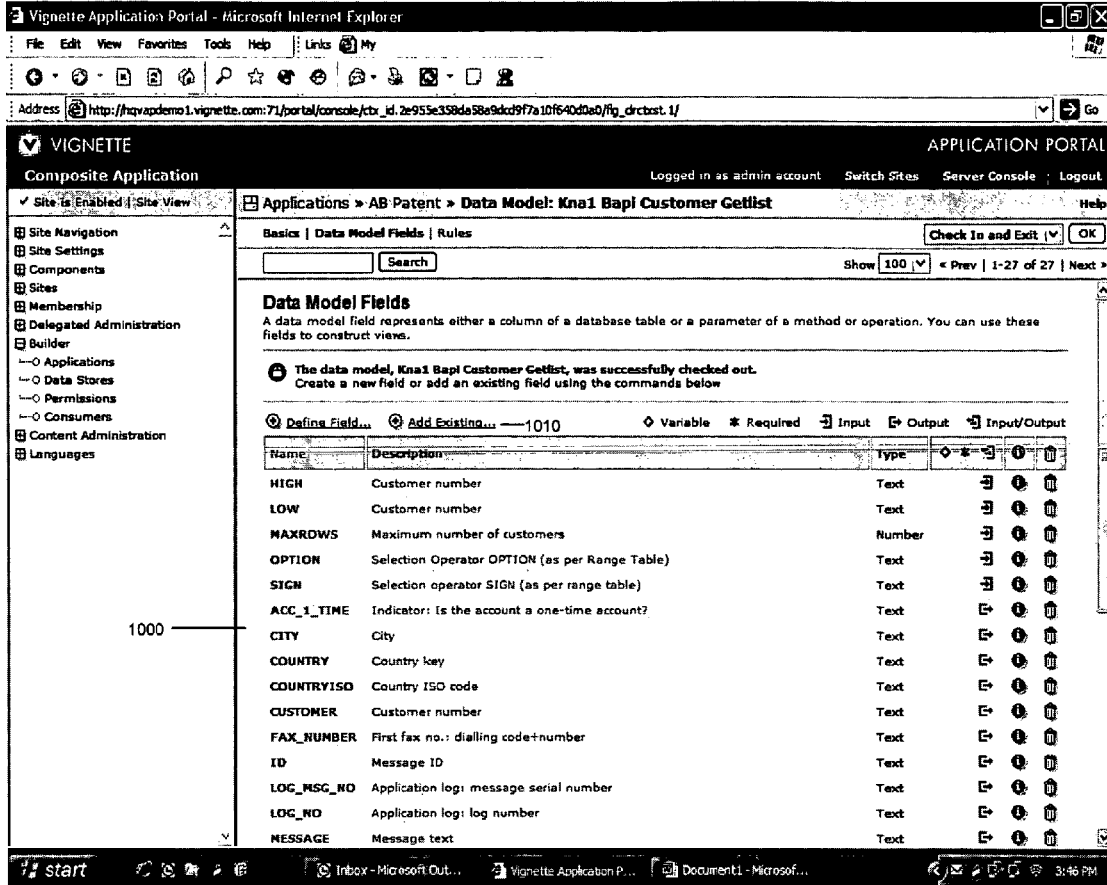 Vignette Application Portal - Microsoft Internet Explorer
File Edit View Favorites Tools Help Links My
Address http://hqvapdemo1.vignette.com:71/portal/console/ctx_id.2e955e358da58a9dcd9f7a10f640d0a0/flg_drctxst.1/ Go
VIGNETTE APPLICATION PORTAL
Composite Application Logged in as admin account Switch Sites Server Console | Logout
✓ Site is Enabled | Site View Applications » AB Patent » Data Model: Kna1 Bapi Customer Getlist Help
Site Navigation Basics | Data Model Fields | Rules Check In and Exit OK
Site Settings
Components Search Show 100 « Prev | 1-27 of 27 | Next »
Sites
Membership
Delegated Administration
Builder
Applications
Data Stores
Permissions
Consumers
Content Administration
Languages
Data Model Fields
A data model field represents either a column of a database table or a parameter of a method or operation. You can use these
fields to construct views.
The data model, Kna1 Bapi Customer Getlist, was successfully checked out.
Create a new field or add an existing field using the commands below
Define Field... Add Existing... 1010 Variable * Required Input Output Input/Output
Name Description Type
HIGH Customer number Text
LOW Customer number Text
MAXROWS Maximum number of customers Number
OPTION Selection Operator OPTION (as per Range Table) Text
SIGN Selection operator SIGN (as per range table) Text
ACC_1_TIME Indicator: Is the account a one-time account? Text
1000
CITY City Text
COUNTRY Country key Text
COUNTRYISO Country ISO code Text
CUSTOMER Customer number Text
FAX_NUMBER First fax no.: dialling code+number Text
ID Message ID Text
LOG_MSG_NO Application log: message serial number Text
LOG_NO Application log: log number Text
MESSAGE Message text Text
start Inbox - Microsoft Out... Vignette Application P... Document1 - Microsof... 3:46 PM